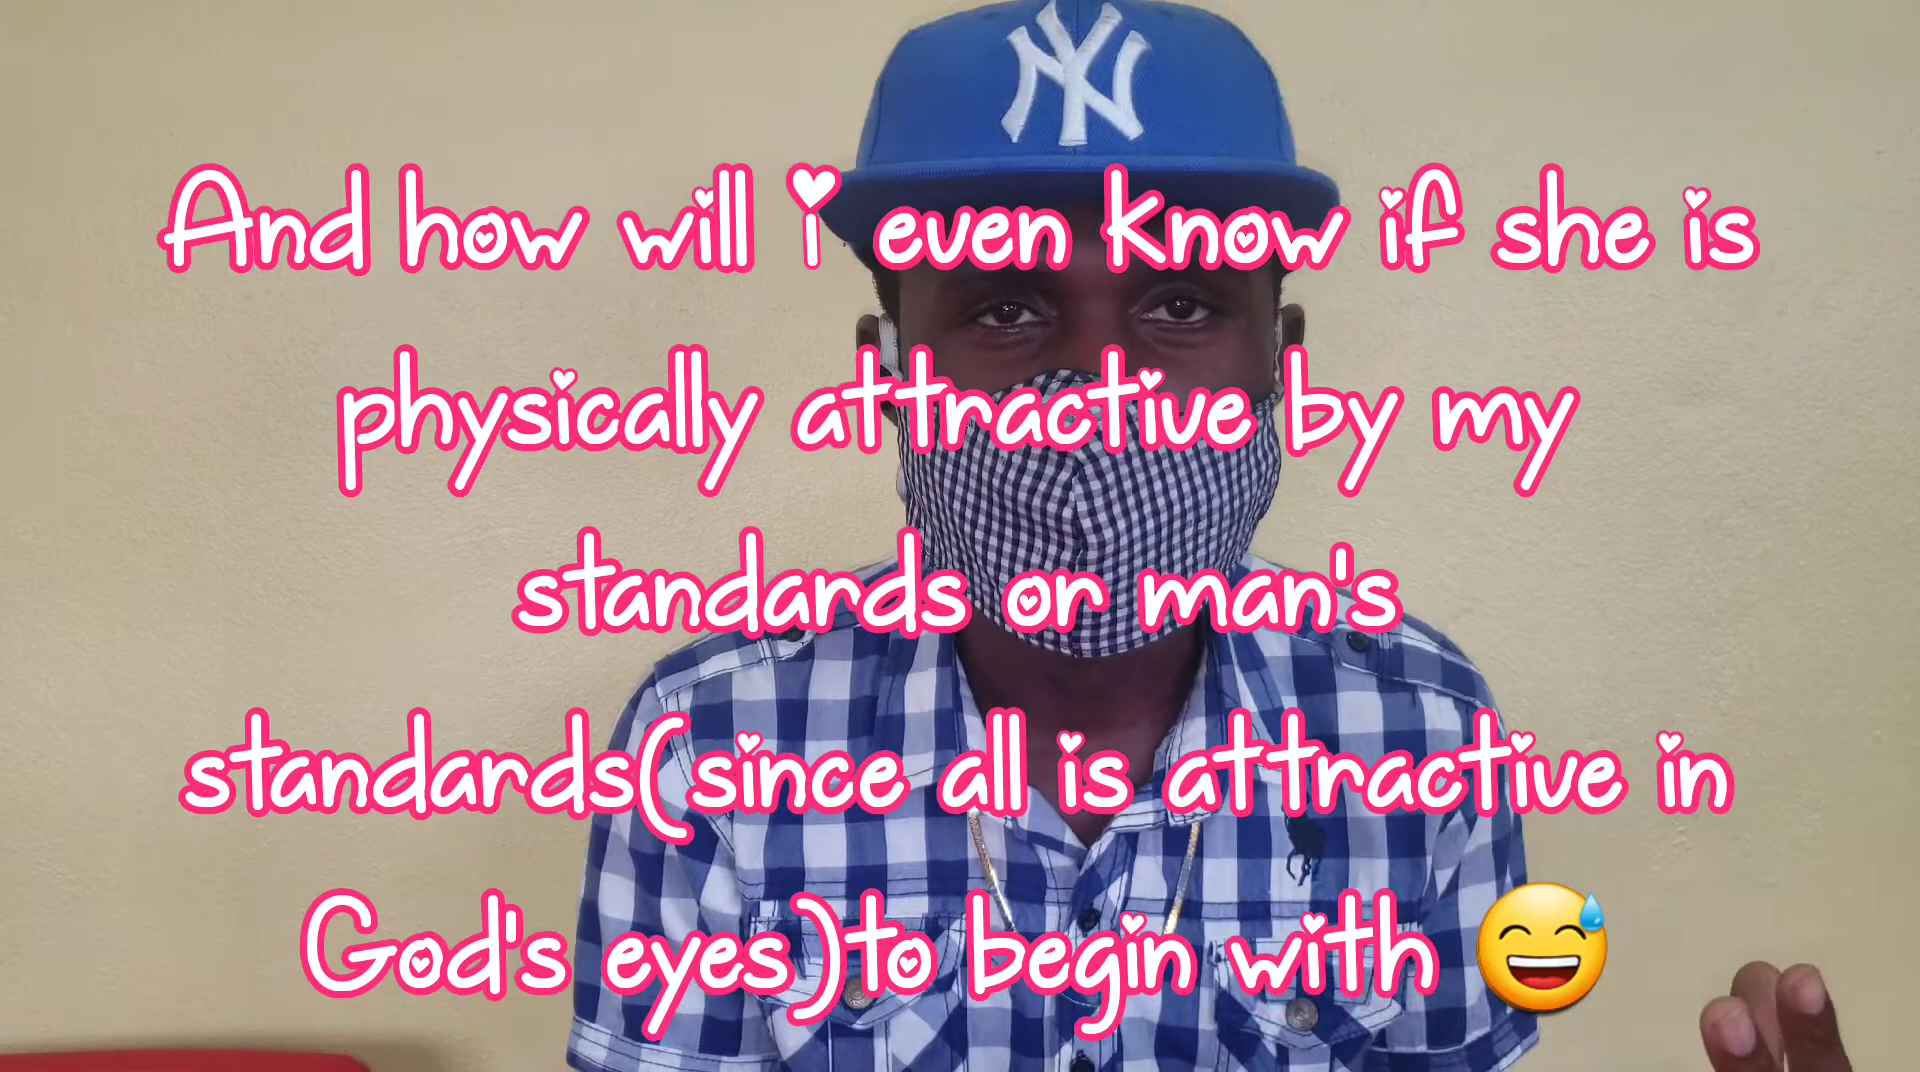 NY
And how will i even know if she is
physically attractive by my
standards or man's
standards(since all is attractive in
God's eyes)to begin with 😅